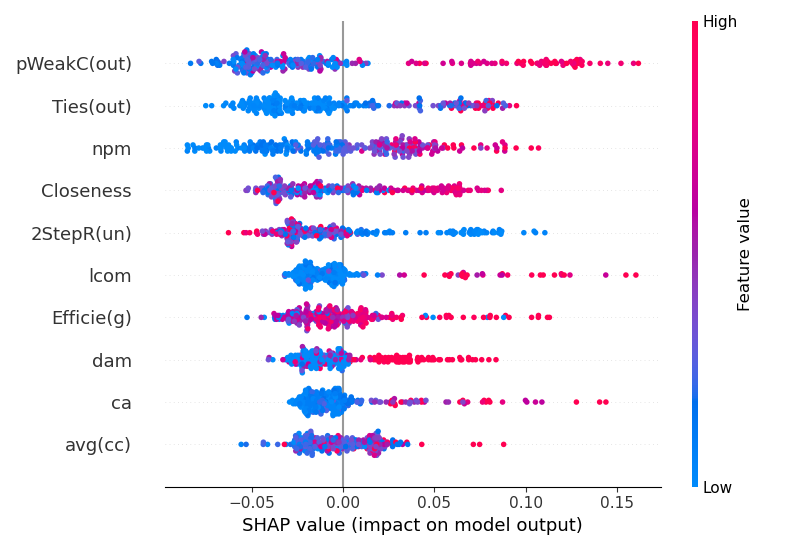 High
pWeakC(out)
Ties(out)
npm
Closeness
2StepR(un)
lcom
Efficie(g)
dam
ca
avg(cc)
Feature value
Low
−0.05 0.00 0.05 0.10 0.15
SHAP value (impact on model output)